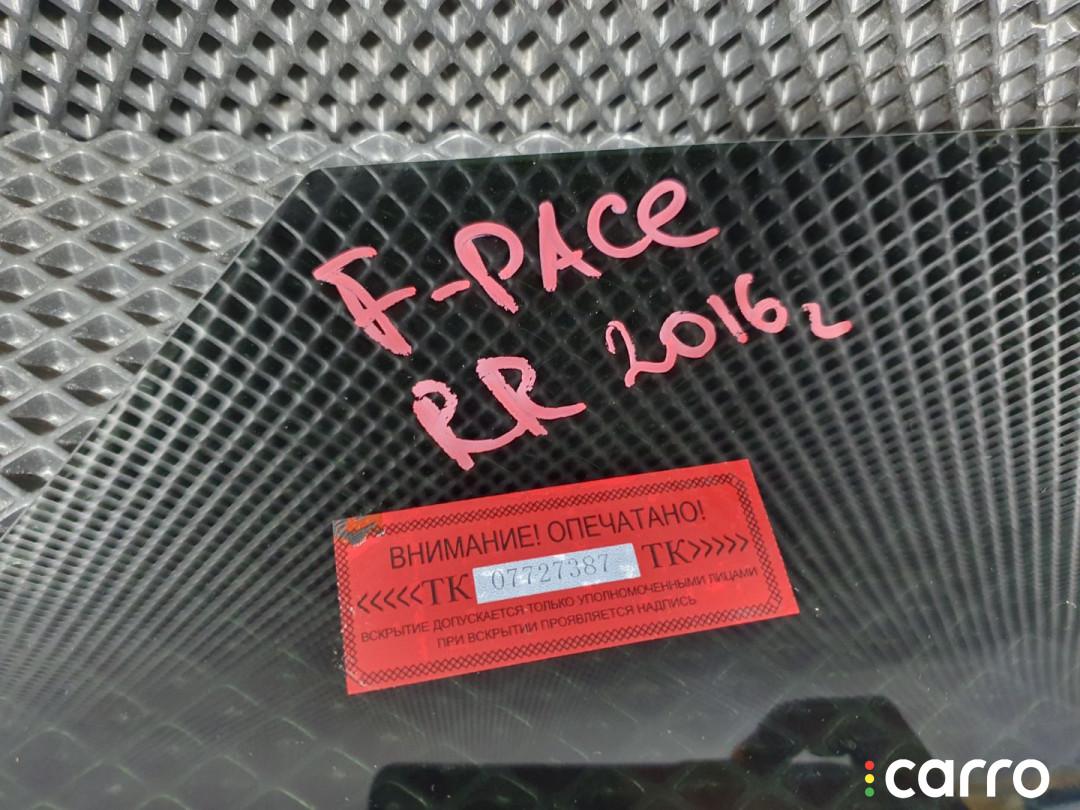 F-PACE
RR 2016г
ВНИМАНИЕ! ОПЕЧАТАНО!
<<<<<ТК 07727387 ТК>>>>>
ВСКРЫТИЕ ДОПУСКАЕТСЯ ТОЛЬКО УПОЛНОМОЧЕННЫМИ ЛИЦАМИ
ПРИ ВСКРЫТИИ ПРОЯВЛЯЕТСЯ НАДПИСЬ
carro